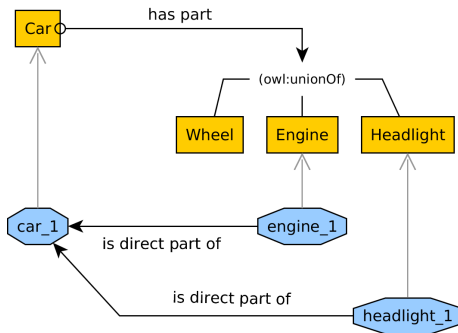 has part
Car
(owl:unionOf)
Wheel
Engine
Headlight
car_1
engine_1
is direct part of
is direct part of
headlight_1